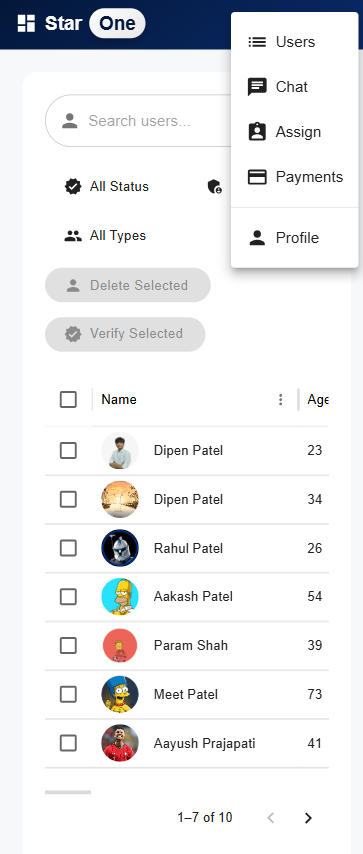 Star One
Users
Chat
Search users...
Assign
Payments
All Status
All Types
Profile
Delete Selected
Verify Selected
Name Age
Dipen Patel 23
Dipen Patel 34
Rahul Patel 26
Aakash Patel 54
Param Shah 39
Meet Patel 73
Aayush Prajapati 41
1–7 of 10